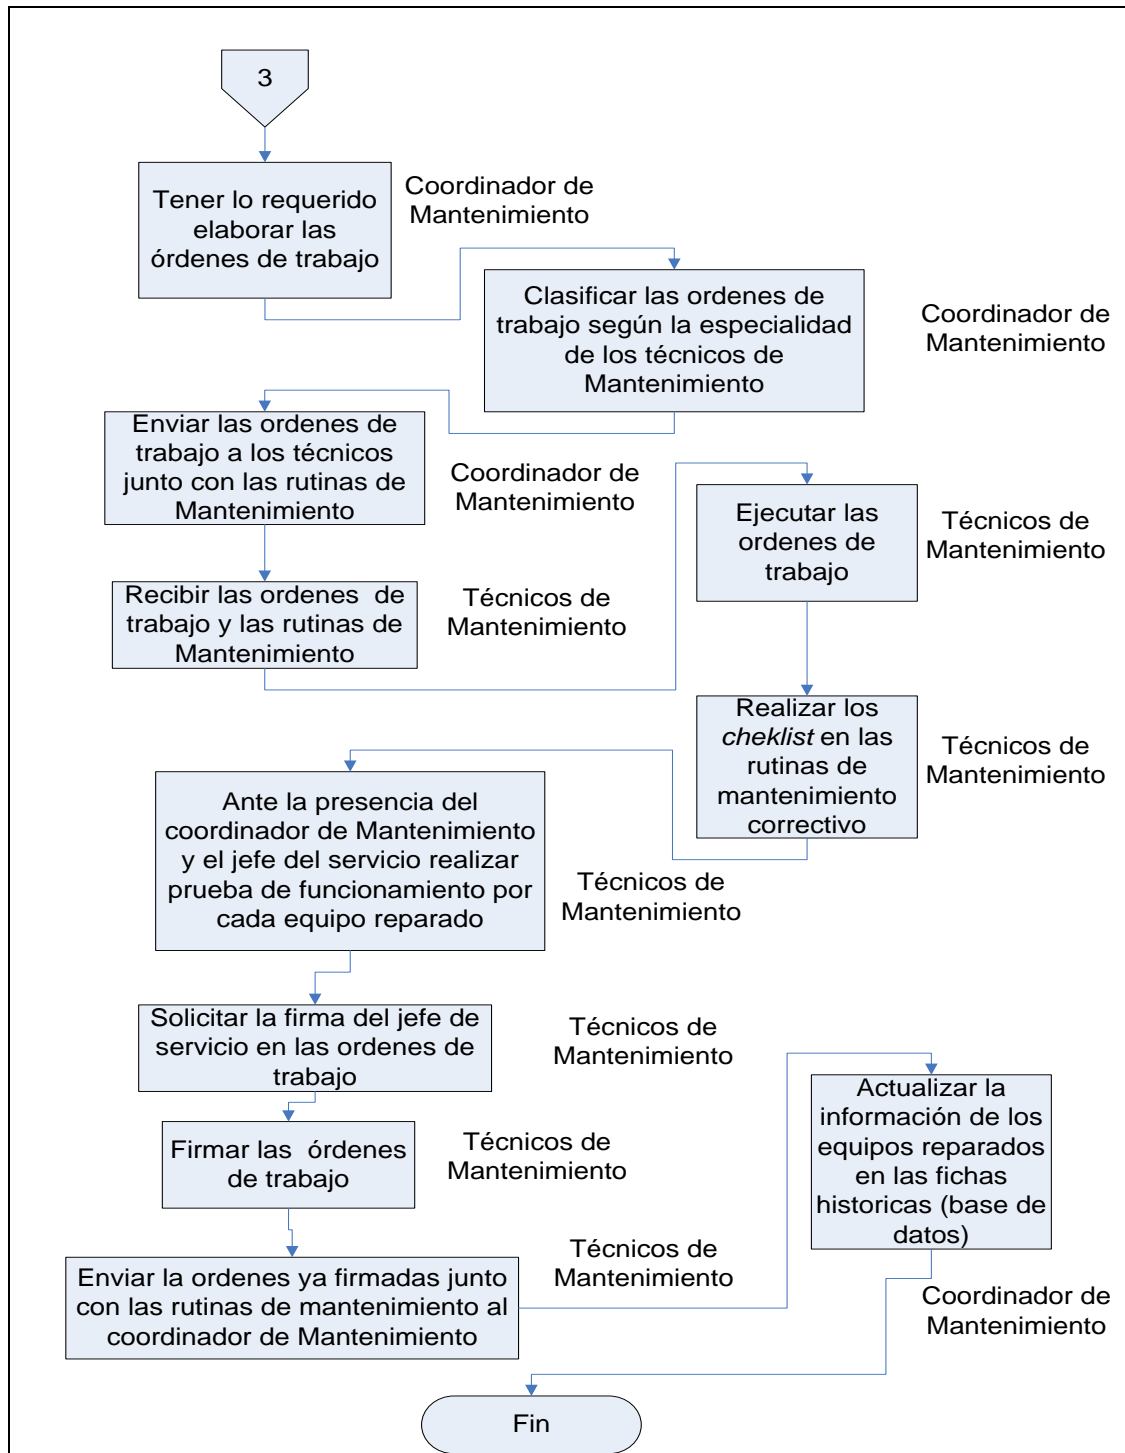 3
Tener lo requerido
elaborar las
órdenes de trabajo
Coordinador de
Mantenimiento
Clasificar las ordenes de
trabajo según la especialidad
de los técnicos de
Mantenimiento
Coordinador de
Mantenimiento
Enviar las ordenes de
trabajo a los técnicos
junto con las rutinas de
Mantenimiento
Coordinador de
Mantenimiento
Recibir las ordenes de
trabajo y las rutinas de
Mantenimiento
Técnicos de
Mantenimiento
Ejecutar las
ordenes de
trabajo
Técnicos de
Mantenimiento
Realizar los
cheklist en las
rutinas de
mantenimiento
correctivo
Técnicos de
Mantenimiento
Ante la presencia del
coordinador de Mantenimiento
y el jefe del servicio realizar
prueba de funcionamiento por
cada equipo reparado
Técnicos de
Mantenimiento
Solicitar la firma del jefe de
servicio en las ordenes de
trabajo
Técnicos de
Mantenimiento
Firmar las órdenes
de trabajo
Técnicos de
Mantenimiento
Enviar la ordenes ya firmadas junto
con las rutinas de mantenimiento al
coordinador de Mantenimiento
Técnicos de
Mantenimiento
Actualizar la
información de los
equipos reparados
en las fichas
historicas (base de
datos)
Coordinador de
Mantenimiento
Fin